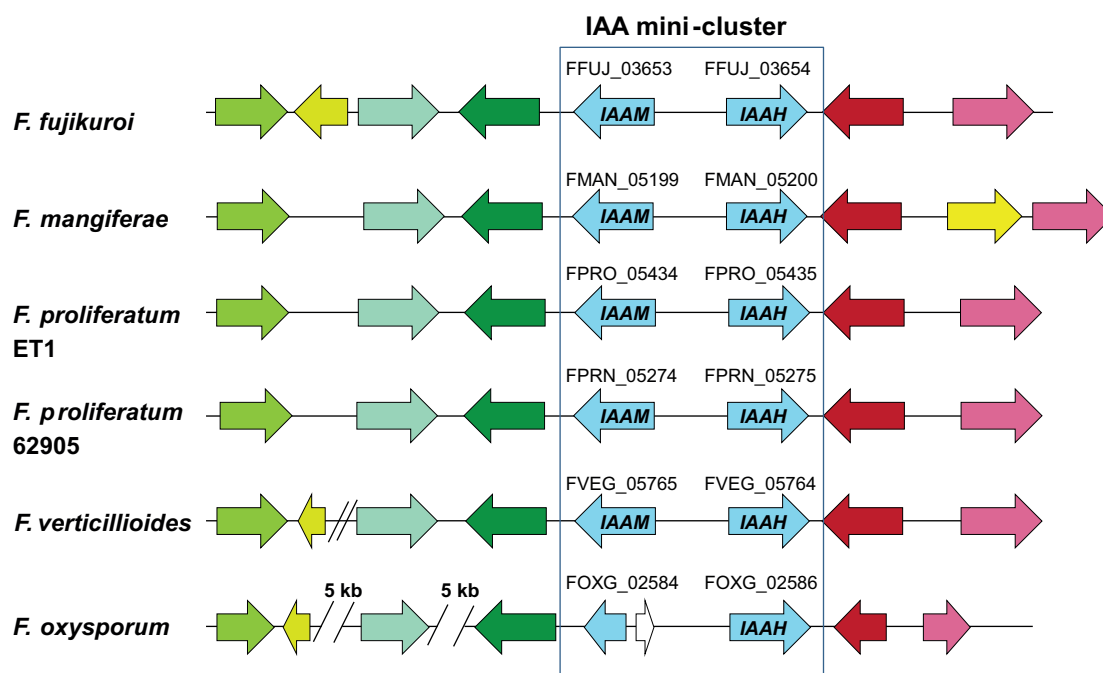 IAA mini-cluster
FFUJ_03653 FFUJ_03654
F. fujikuroi IAAM IAAH
FMAN_05199 FMAN_05200
F. mangiferae IAAM IAAH
FPRO_05434 FPRO_05435
F. proliferatum IAAM IAAH
ET1
FPRN_05274 FPRN_05275
F. proliferatum IAAM IAAH
62905
FVEG_05765 FVEG_05764
F. verticillioides IAAM IAAH
5 kb 5 kb FOXG_02584 FOXG_02586
F. oxysporum IAAH